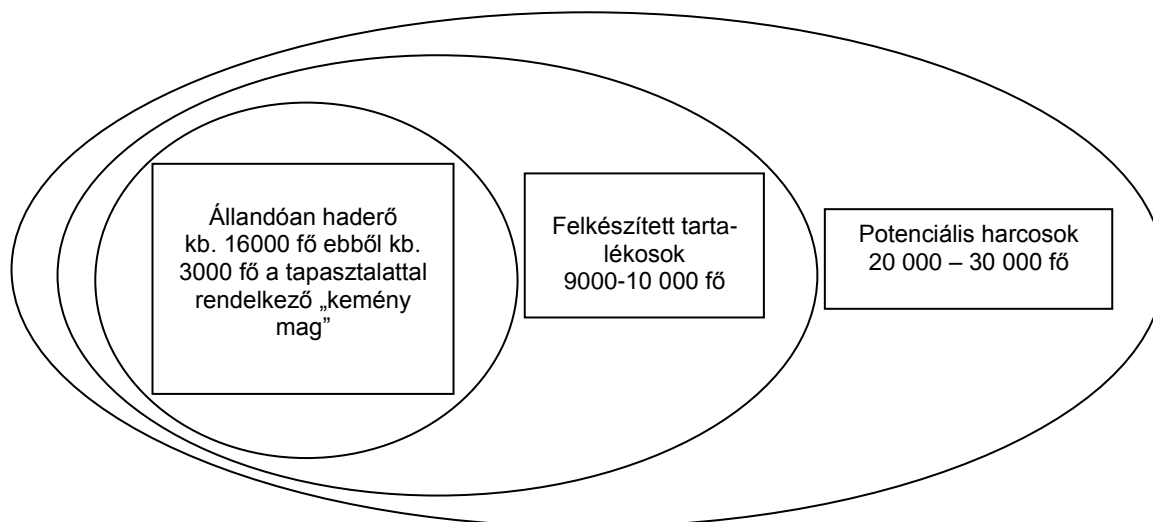 Állandóan haderő
kb. 16000 fő ebből kb.
3000 fő a tapasztalattal
rendelkező „kemény
mag”
Felkészített tarta-
lékosok
9000-10 000 fő
Potenciális harcosok
20 000 – 30 000 fő